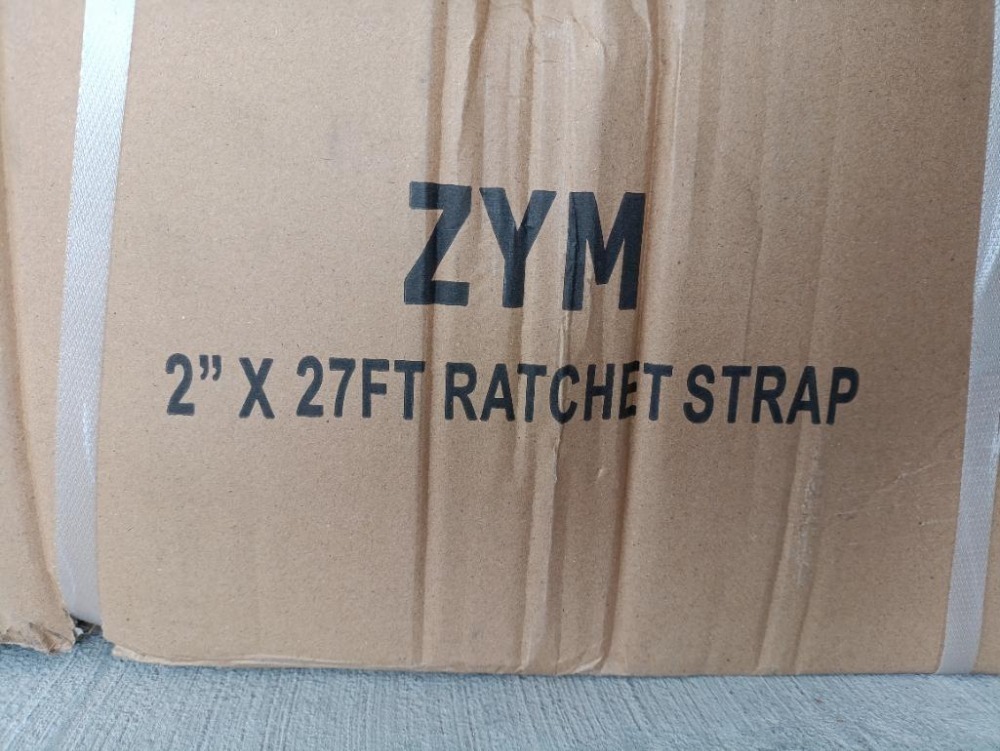 ZYM
2” X 27FT RATCHET STRAP